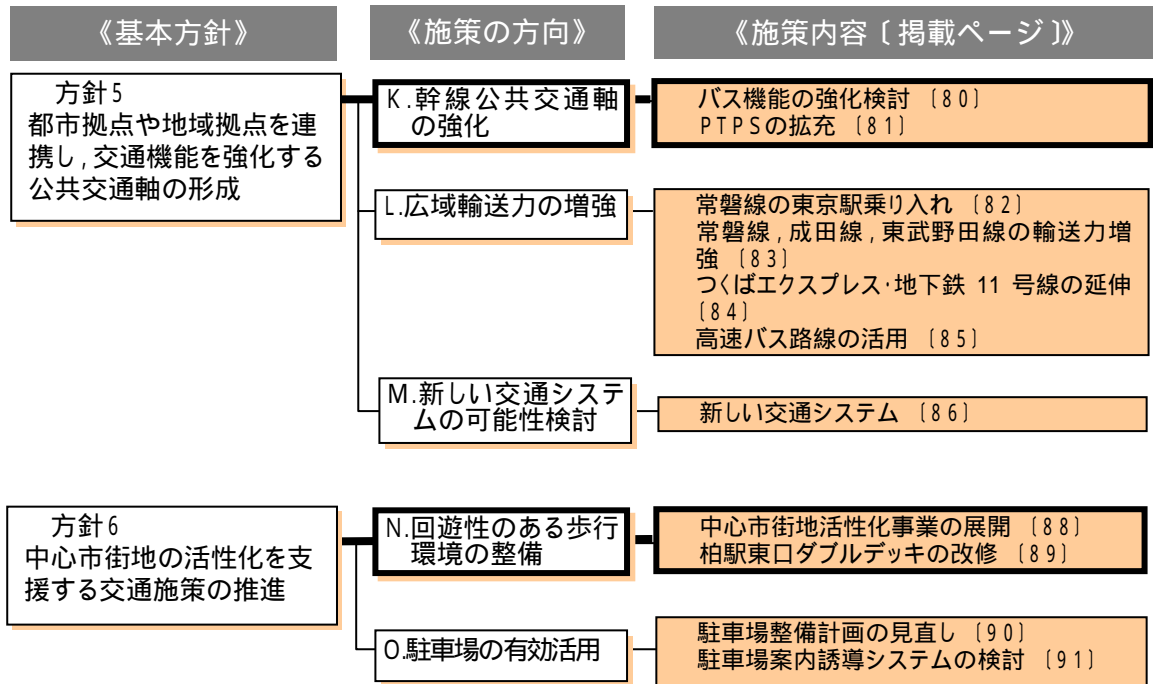 《基本方針》
《施策の方向》
《施策内容〔掲載ページ〕》
方針5
都市拠点や地域拠点を連
携し,交通機能を強化する
公共交通軸の形成
K.幹線公共交通軸
の強化
バス機能の強化検討〔80〕
PTPSの拡充〔81〕
L.広域輸送力の増強
常磐線の東京駅乗り入れ〔82〕
常磐線,成田線,東武野田線の輸送力増
強〔83〕
つくばエクスプレス・地下鉄 11 号線の延伸
〔84〕
高速バス路線の活用〔85〕
M.新しい交通システ
ムの可能性検討
新しい交通システム〔86〕
方針6
中心市街地の活性化を支
援する交通施策の推進
N.回遊性のある歩行
環境の整備
中心市街地活性化事業の展開〔88〕
柏駅東口ダブルデッキの改修〔89〕
O.駐車場の有効活用
駐車場整備計画の見直し〔90〕
駐車場案内誘導システムの検討〔91〕